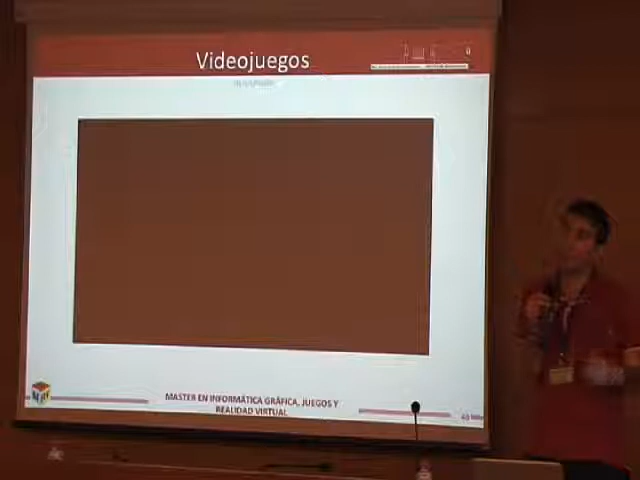 Videojuegos
MASTER EN INFORMÁTICA GRÁFICA, JUEGOS Y
REALIDAD VIRTUAL